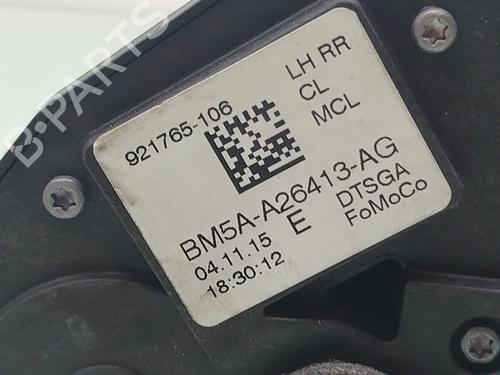 LH RR
CL
MCL
921765-106
BM5A-A26413-AG
E DTSGA
FoMoCo
04.11.15
18:30:12
B-PARTS